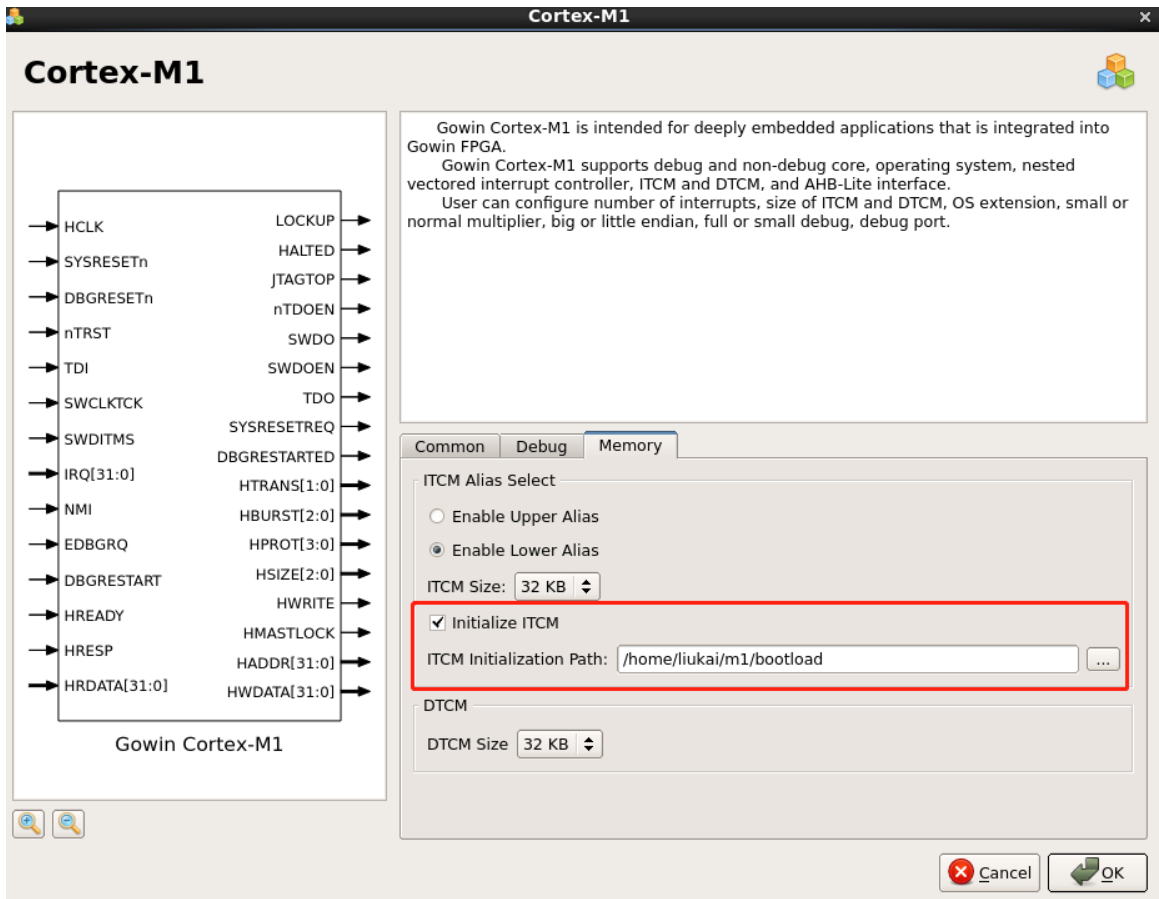 Cortex-M1
Cortex-M1
HCLK
SYSRESETn
DBGRESETn
nTRST
TDI
SWCLKTCK
SWDITMS
IRQ[31:0]
NMI
EDBGRQ
DBGRESTART
HREADY
HRESP
HRDATA[31:0]
LOCKUP
HALTED
JTAGTOP
nTDOEN
SWDO
SWDOEN
TDO
SYSRESETREQ
DBGRESTARTED
HTRANS[1:0]
HBURST[2:0]
HPROT[3:0]
HSIZE[2:0]
HWRITE
HMASTLOCK
HADDR[31:0]
HWDATA[31:0]
Gowin Cortex-M1
Gowin Cortex-M1 is intended for deeply embedded applications that is integrated into
Gowin FPGA.
Gowin Cortex-M1 supports debug and non-debug core, operating system, nested
vectored interrupt controller, ITCM and DTCM, and AHB-Lite interface.
User can configure number of interrupts, size of ITCM and DTCM, OS extension, small or
normal multiplier, big or little endian, full or small debug, debug port.
Common Debug Memory
ITCM Alias Select
Enable Upper Alias
Enable Lower Alias
ITCM Size: 32 KB
Initialize ITCM
ITCM Initialization Path: /home/liukai/m1/bootload ...
DTCM
DTCM Size 32 KB
Cancel OK